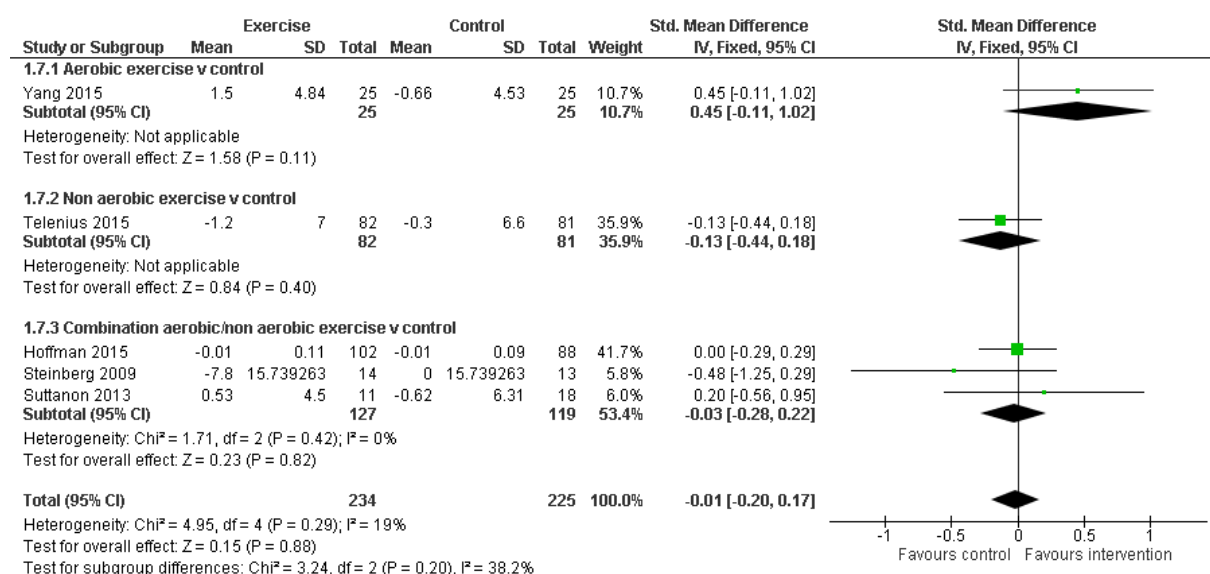 Exercise Control Std. Mean Difference Std. Mean Difference
Study or Subgroup Mean SD Total Mean SD Total Weight IV, Fixed, 95% CI IV, Fixed, 95% CI
1.7.1 Aerobic exercise v control
Yang 2015 1.5 4.84 25 -0.66 4.53 25 10.7% 0.45 [-0.11, 1.02]
Subtotal (95% CI) 25 25 10.7% 0.45 [-0.11, 1.02]
Heterogeneity: Not applicable
Test for overall effect: Z = 1.58 (P = 0.11)
1.7.2 Non aerobic exercise v control
Telenius 2015 -1.2 7 82 -0.3 6.6 81 35.9% -0.13 [-0.44, 0.18]
Subtotal (95% CI) 82 81 35.9% -0.13 [-0.44, 0.18]
Heterogeneity: Not applicable
Test for overall effect: Z = 0.84 (P = 0.40)
1.7.3 Combination aerobic/non aerobic exercise v control
Hoffman 2015 -0.01 0.11 102 -0.01 0.09 88 41.7% 0.00 [-0.29, 0.29]
Steinberg 2009 -7.8 15.739263 14 0 15.739263 13 5.8% -0.48 [-1.25, 0.29]
Suttanon 2013 0.53 4.5 11 -0.62 6.31 18 6.0% 0.20 [-0.56, 0.95]
Subtotal (95% CI) 127 119 53.4% -0.03 [-0.28, 0.22]
Heterogeneity: Chi² = 1.71, df = 2 (P = 0.42); I² = 0%
Test for overall effect: Z = 0.23 (P = 0.82)
Total (95% CI) 234 225 100.0% -0.01 [-0.20, 0.17]
Heterogeneity: Chi² = 4.95, df = 4 (P = 0.29); I² = 19%
Test for overall effect: Z = 0.15 (P = 0.88)
Test for subgroup differences: Chi² = 3.24, df = 2 (P = 0.20), I² = 38.2%
-1 -0.5 0 0.5 1
Favours control Favours intervention